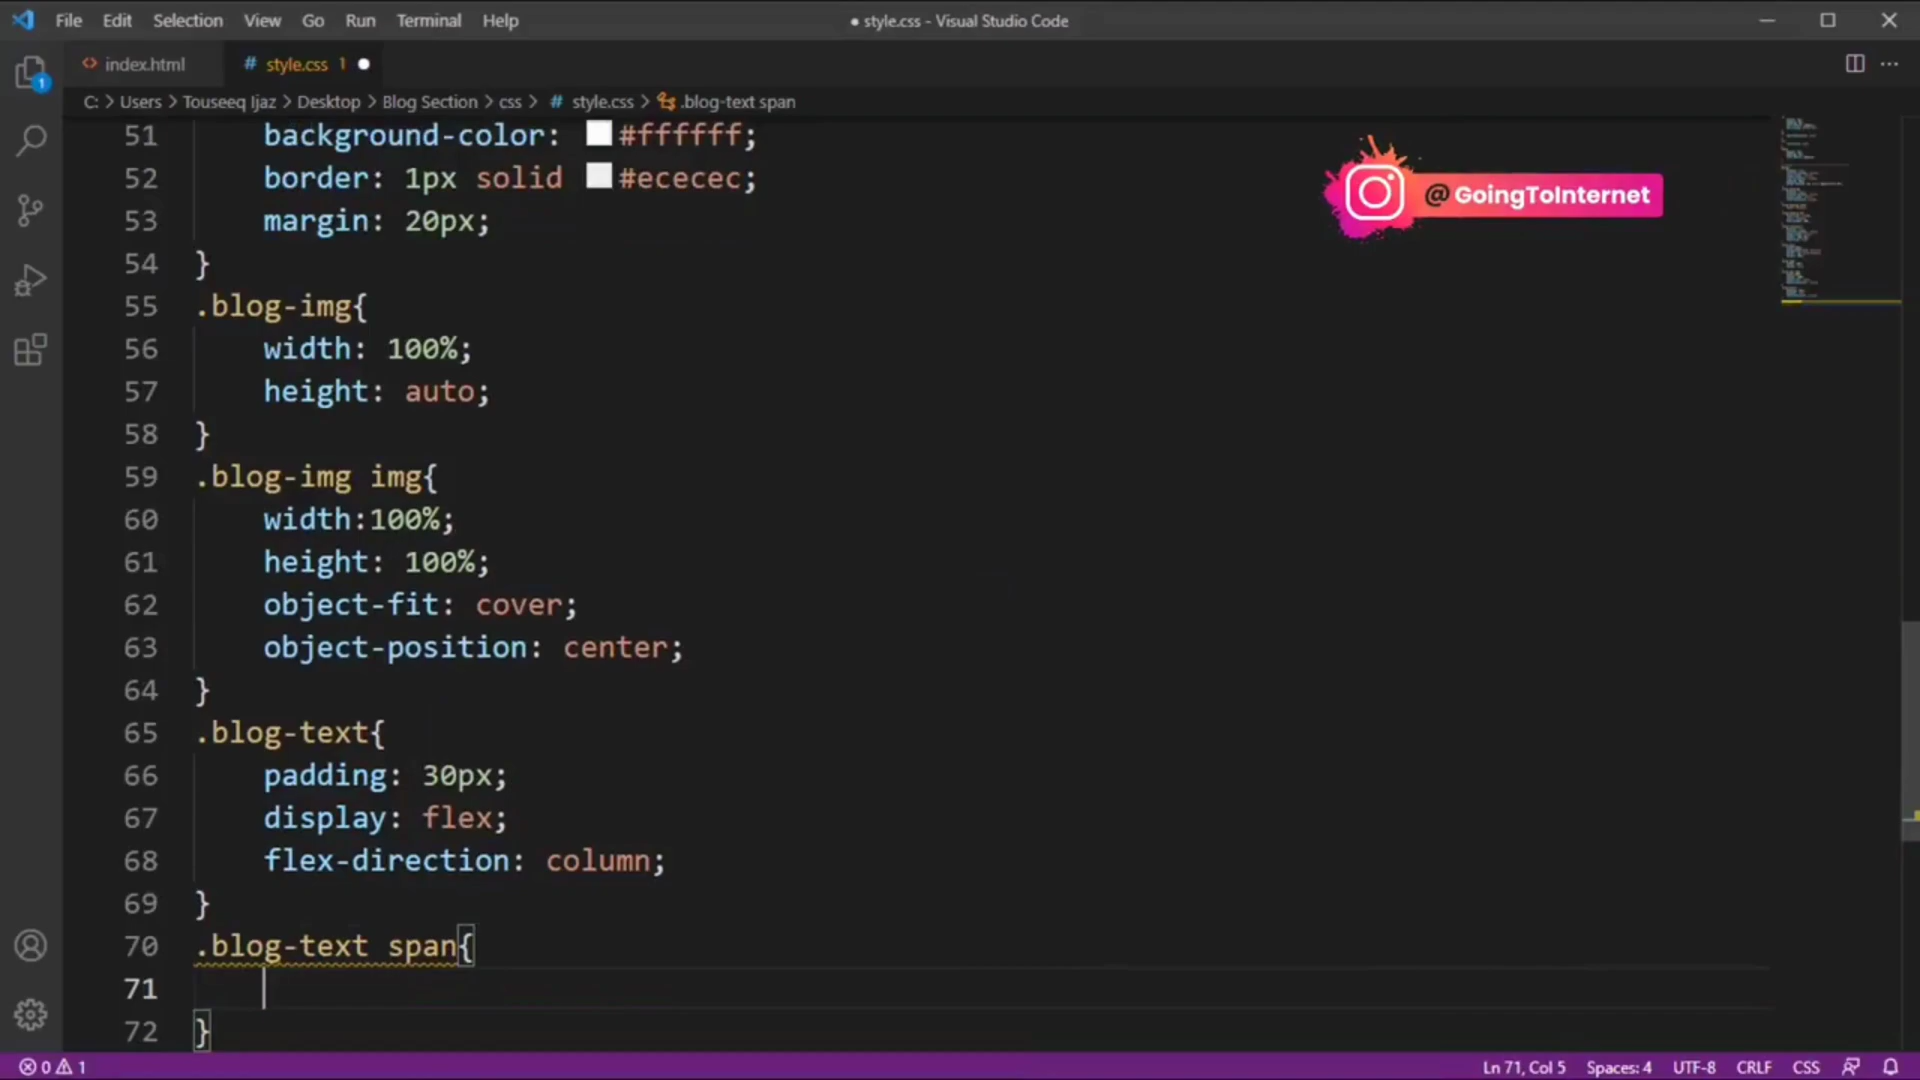 File Edit Selection View Go Run Terminal Help
● style.css - Visual Studio Code
index.html
# style.css 1 ●
C: > Users > Touseeq Ijaz > Desktop > Blog Section > css > # style.css > .blog-text span
51 background-color: #ffffff;
52 border: 1px solid #ececec;
53 margin: 20px;
54 }
55 .blog-img{
56 width: 100%;
57 height: auto;
58 }
59 .blog-img img{
60 width:100%;
61 height: 100%;
62 object-fit: cover;
63 object-position: center;
64 }
65 .blog-text{
66 padding: 30px;
67 display: flex;
68 flex-direction: column;
69 }
70 .blog-text span{
71
72 }
@ GoingToInternet
1
0 1
Ln 71, Col 5 Spaces: 4 UTF-8 CRLF CSS